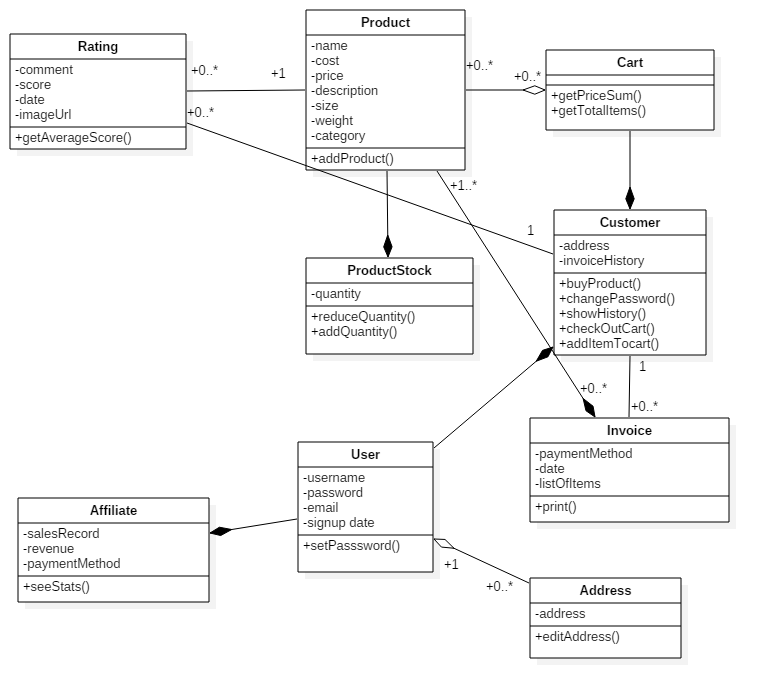 Rating
-comment
-score
-date
-imageUrl
+getAverageScore()
+0..*
+1
+0..*
Product
-name
-cost
-price
-description
-size
-weight
-category
+addProduct()
+0..*
+0..*
+1..*
Cart
+getPriceSum()
+getTotalItems()
1
Customer
-address
-invoiceHistory
+buyProduct()
+changePassword()
+showHistory()
+checkOutCart()
+addItemTocart()
ProductStock
-quantity
+reduceQuantity()
+addQuantity()
1
+0..*
+0..*
Invoice
-paymentMethod
-date
-listOfItems
+print()
User
-username
-password
-email
-signup date
+setPasssword()
Affiliate
-salesRecord
-revenue
-paymentMethod
+seeStats()
+1
+0..*
Address
-address
+editAddress()